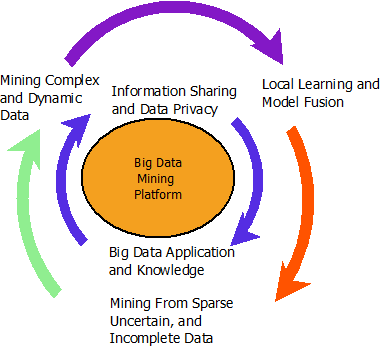 Mining Complex
and Dynamic
Data
Information Sharing
and Data Privacy
Local Learning and
Model Fusion
Big Data
Mining
Platform
Big Data Application
and Knowledge
Mining From Sparse
Uncertain, and
Incomplete Data